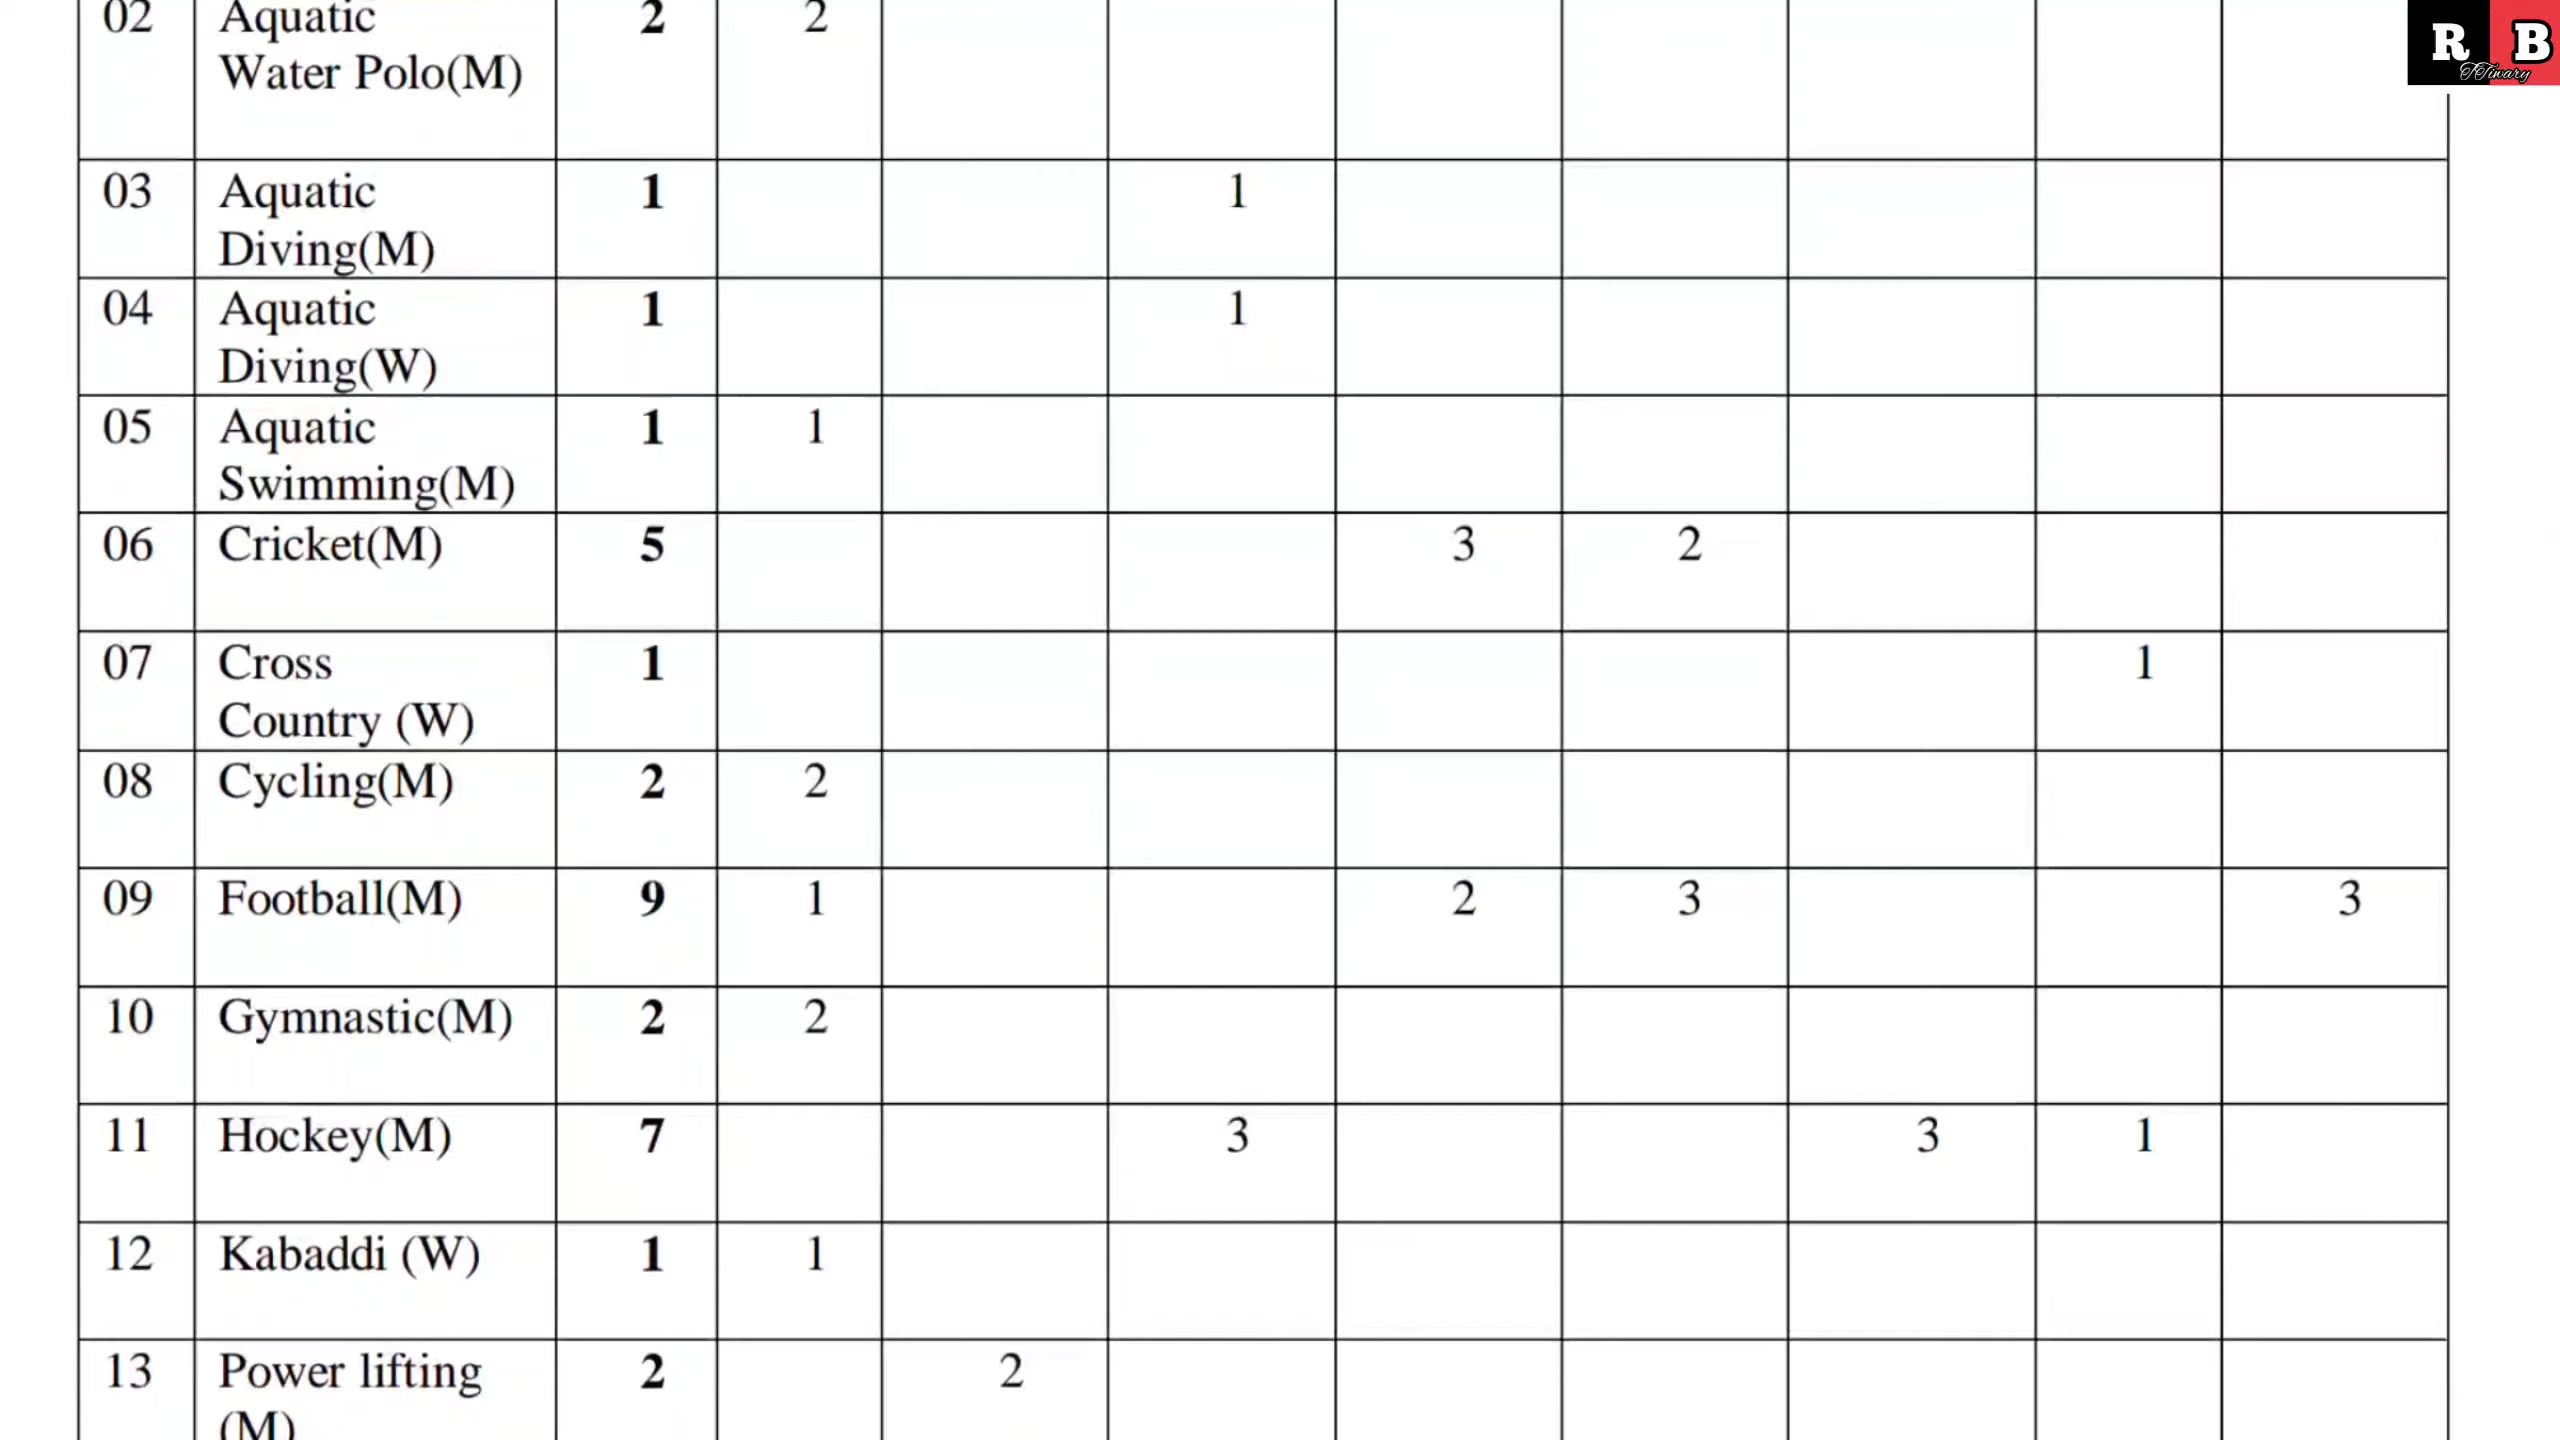 R B
02 Aquatic 2 2
Water Polo(M)
03 Aquatic 1 1
Diving(M)
04 Aquatic 1 1
Diving(W)
05 Aquatic 1 1
Swimming(M)
06 Cricket(M) 5 3 2
07 Cross 1 1
Country (W)
08 Cycling(M) 2 2
09 Football(M) 9 1 2 3 3
10 Gymnastic(M) 2 2
11 Hockey(M) 7 3 3 1
12 Kabaddi (W) 1 1
13 Power lifting 2 2
(M)